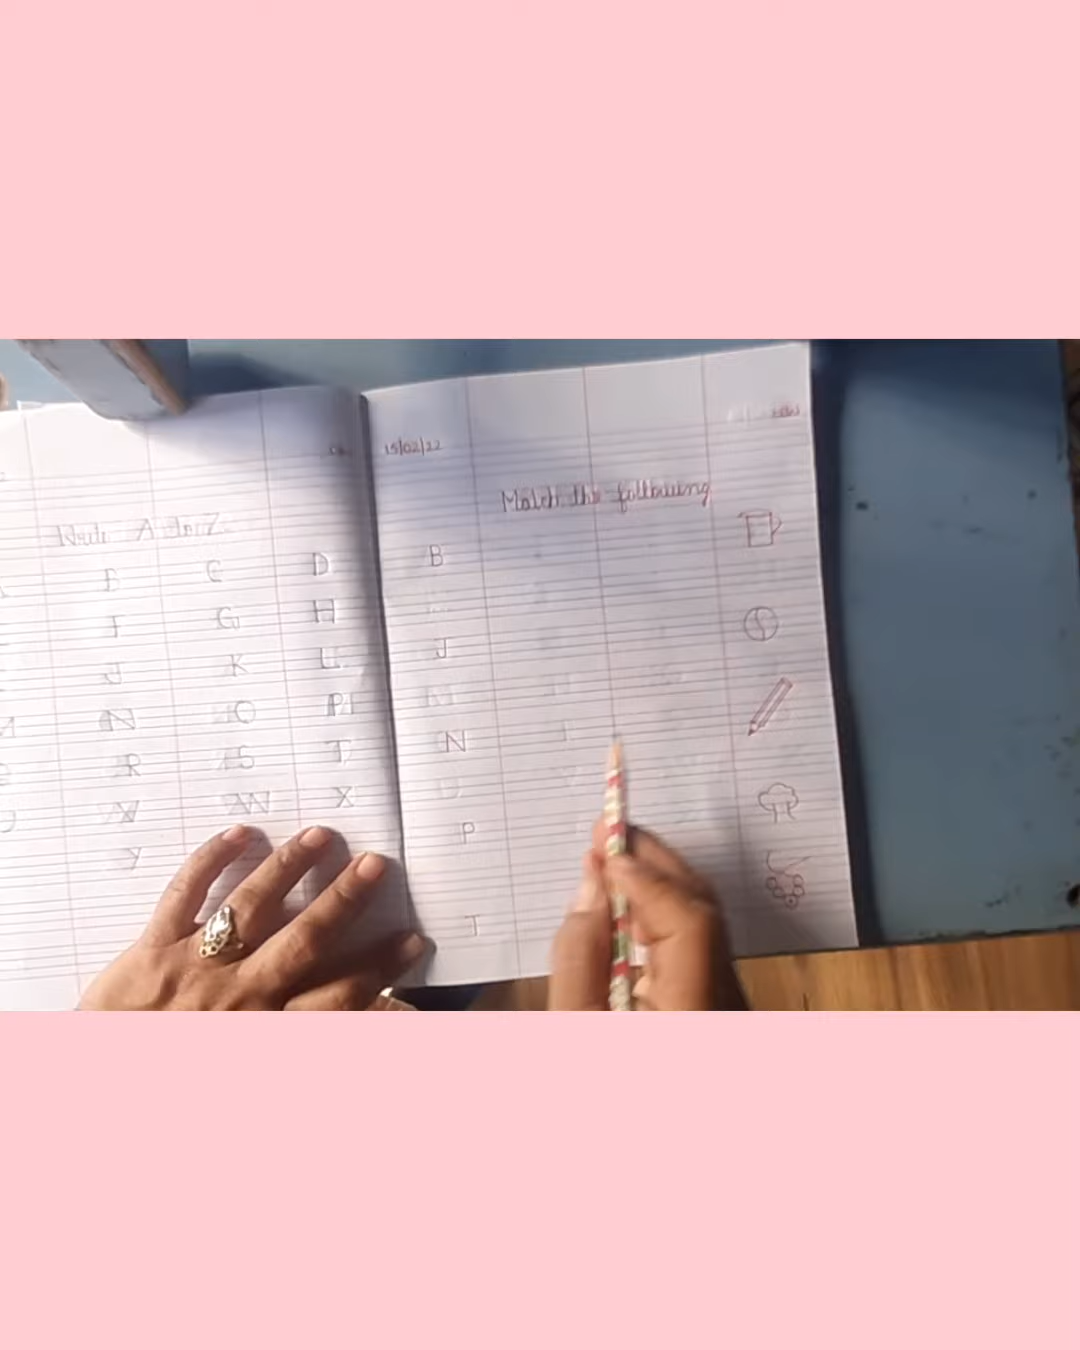 Write A to Z
B C D
G H
J K L
N O
R S T
W X
Y
15/02/22
Match the following
B
J
N
P
T